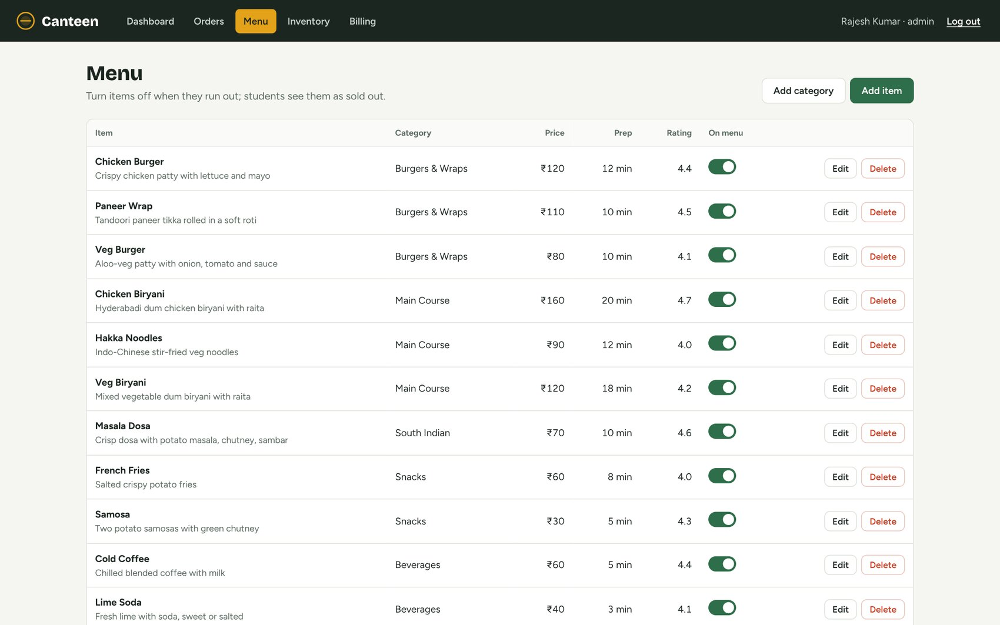 Canteen Dashboard Orders Menu Inventory Billing Rajesh Kumar · admin Log out
Menu
Turn items off when they run out; students see them as sold out.
Add category Add item
Item Category Price Prep Rating On menu
Chicken Burger
Crispy chicken patty with lettuce and mayo
Burgers & Wraps ₹120 12 min 4.4 Edit Delete
Paneer Wrap
Tandoori paneer tikka rolled in a soft roti
Burgers & Wraps ₹110 10 min 4.5 Edit Delete
Veg Burger
Aloo-veg patty with onion, tomato and sauce
Burgers & Wraps ₹80 10 min 4.1 Edit Delete
Chicken Biryani
Hyderabadi dum chicken biryani with raita
Main Course ₹160 20 min 4.7 Edit Delete
Hakka Noodles
Indo-Chinese stir-fried veg noodles
Main Course ₹90 12 min 4.0 Edit Delete
Veg Biryani
Mixed vegetable dum biryani with raita
Main Course ₹120 18 min 4.2 Edit Delete
Masala Dosa
Crisp dosa with potato masala, chutney, sambar
South Indian ₹70 10 min 4.6 Edit Delete
French Fries
Salted crispy potato fries
Snacks ₹60 8 min 4.0 Edit Delete
Samosa
Two potato samosas with green chutney
Snacks ₹30 5 min 4.3 Edit Delete
Cold Coffee
Chilled blended coffee with milk
Beverages ₹60 5 min 4.4 Edit Delete
Lime Soda
Fresh lime with soda, sweet or salted
Beverages ₹40 3 min 4.1 Edit Delete